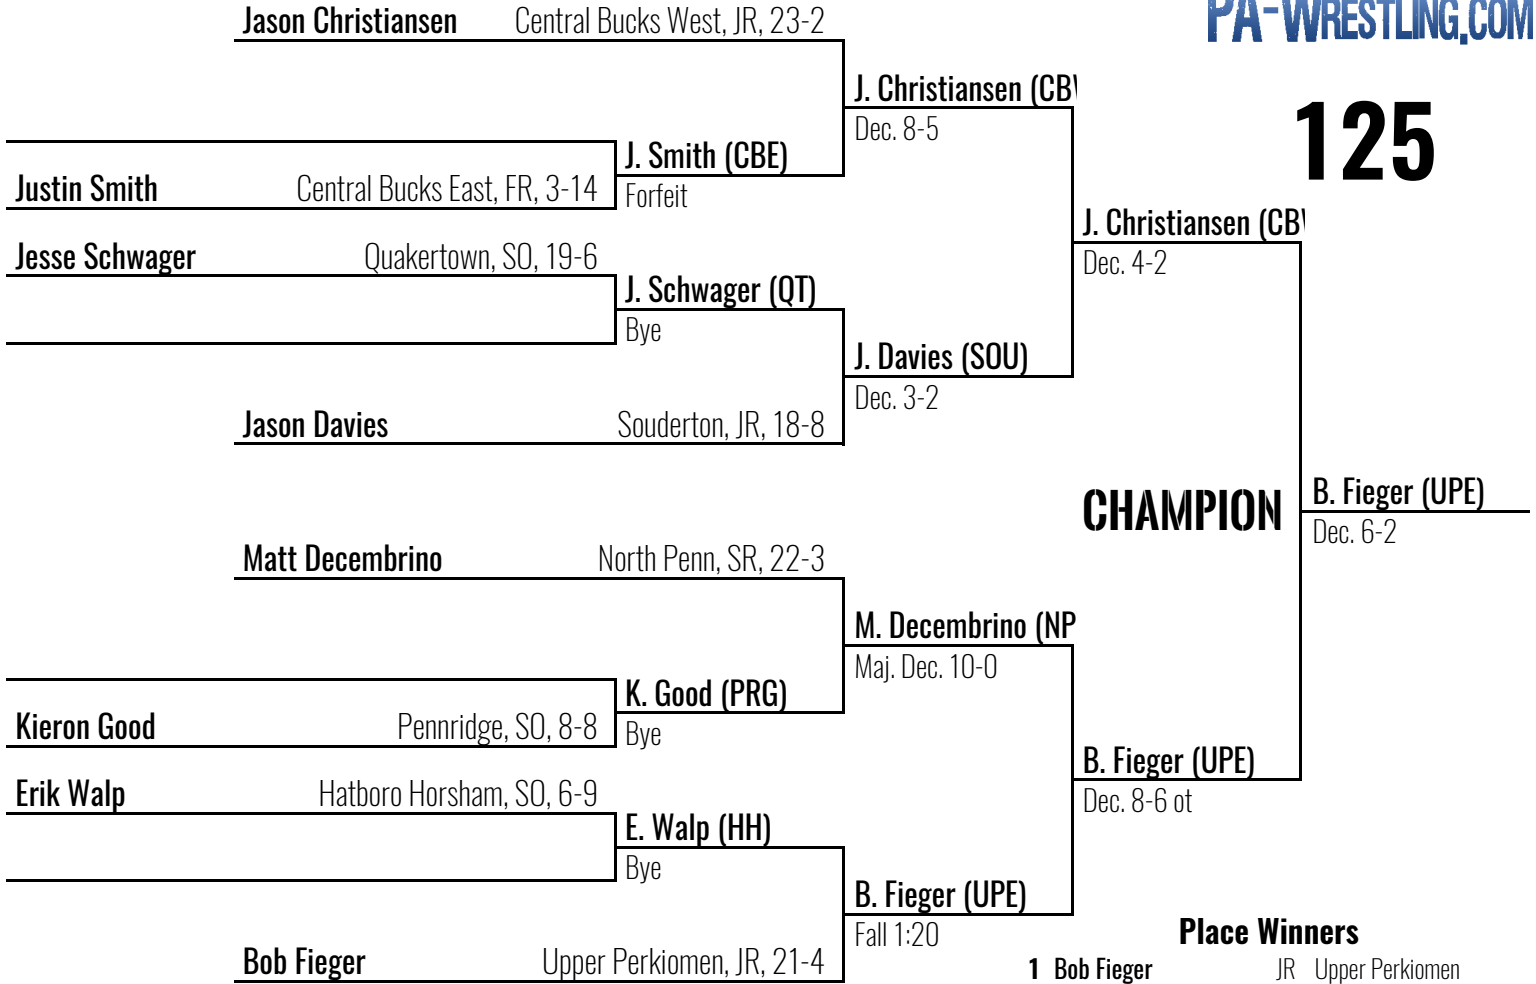 Jason Christiansen Central Bucks West, JR, 23-2
PA-WRESTLING.COM
J. Christiansen (CBW
Dec. 8-5
125
J. Smith (CBE)
Forfeit
Justin Smith Central Bucks East, FR, 3-14
J. Christiansen (CBW
Dec. 4-2
Jesse Schwager Quakertown, SO, 19-6
J. Schwager (QT)
Bye
J. Davies (SOU)
Dec. 3-2
Jason Davies Souderton, JR, 18-8
CHAMPION
B. Fieger (UPE)
Dec. 6-2
Matt Decembrino North Penn, SR, 22-3
M. Decembrino (NP
Maj. Dec. 10-0
K. Good (PRG)
Bye
Kieron Good Pennridge, SO, 8-8
B. Fieger (UPE)
Dec. 8-6 ot
Erik Walp Hatboro Horsham, SO, 6-9
E. Walp (HH)
Bye
B. Fieger (UPE)
Fall 1:20
Bob Fieger Upper Perkiomen, JR, 21-4
Place Winners
1 Bob Fieger JR Upper Perkiomen